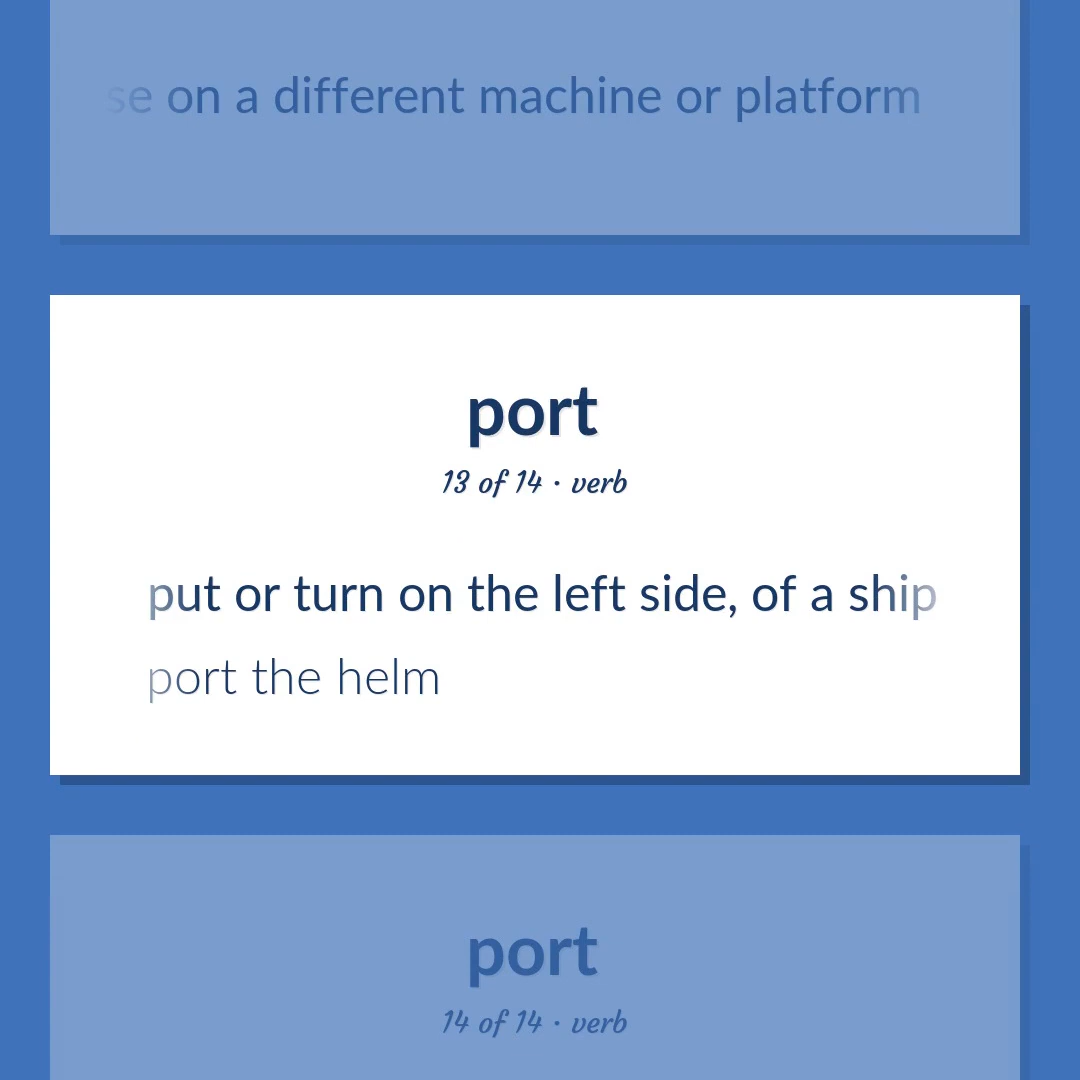 se on a different machine or platform
port
13 of 14 · verb
put or turn on the left side, of a ship
port the helm
port
14 of 14 · verb